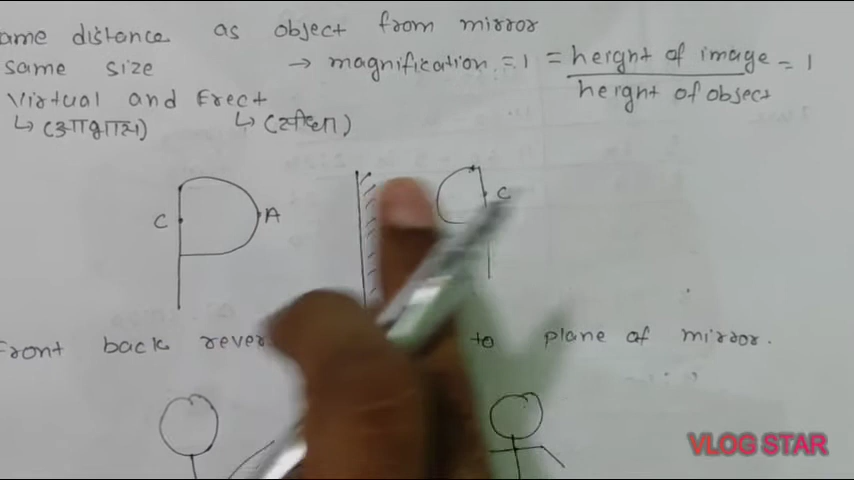 ame distance as object from mirror
same size → magnification = 1 = height of image / height of object = 1
Virtual and Erect
↳ (आभासी) ↳ (सीधा)
C A C
Front back rever to plane of mirror.
VLOG STAR